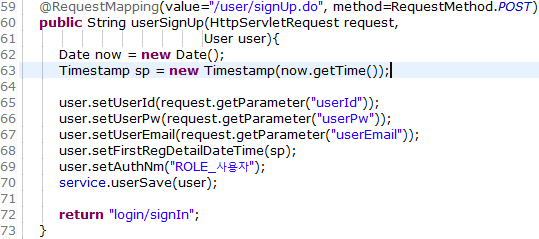 59 @RequestMapping(value="/user/signUp.do", method=RequestMethod.POST)
60 public String userSignUp(HttpServletRequest request,
61 User user){
62 Date now = new Date();
63 Timestamp sp = new Timestamp(now.getTime());
64
65 user.setUserId(request.getParameter("userId"));
66 user.setUserPw(request.getParameter("userPw"));
67 user.setUserEmail(request.getParameter("userEmail"));
68 user.setFirstRegDetailDateTime(sp);
69 user.setAuthNm("ROLE_사용자");
70 service.userSave(user);
71
72 return "login/signIn";
73 }